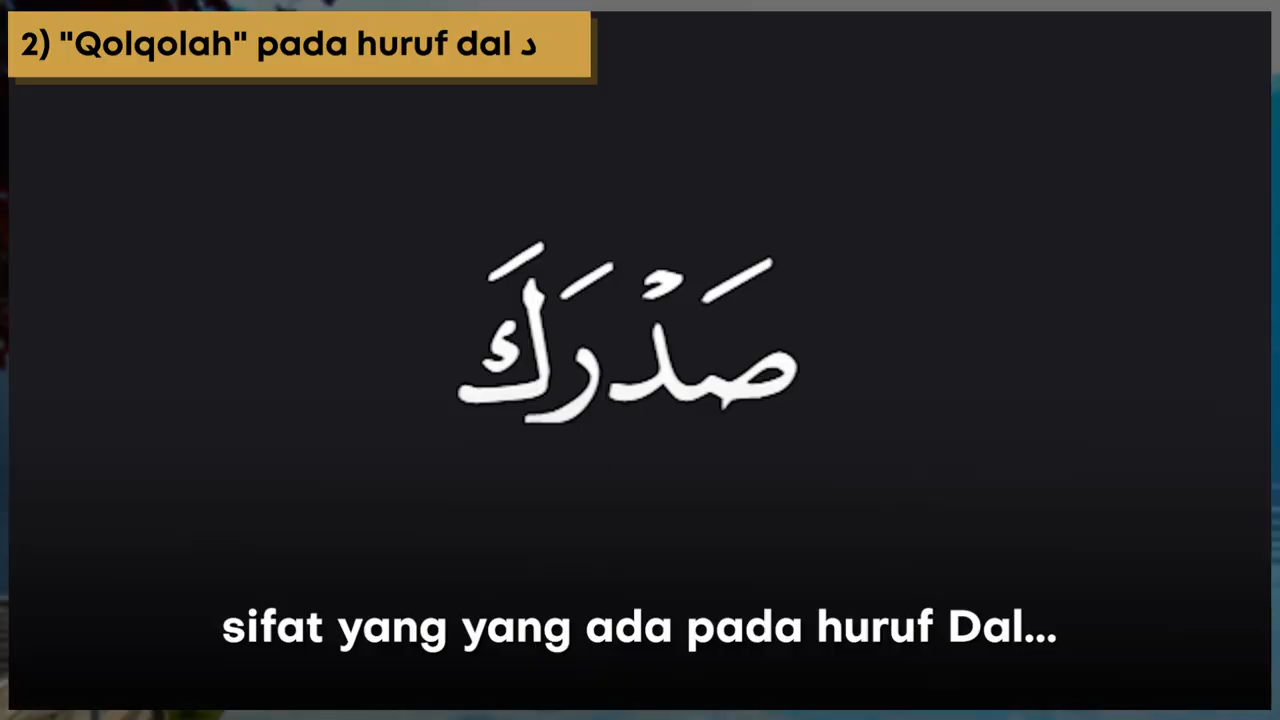 2) "Qolqolah" pada huruf dal د
صَدْرَكَ
sifat yang yang ada pada huruf Dal...